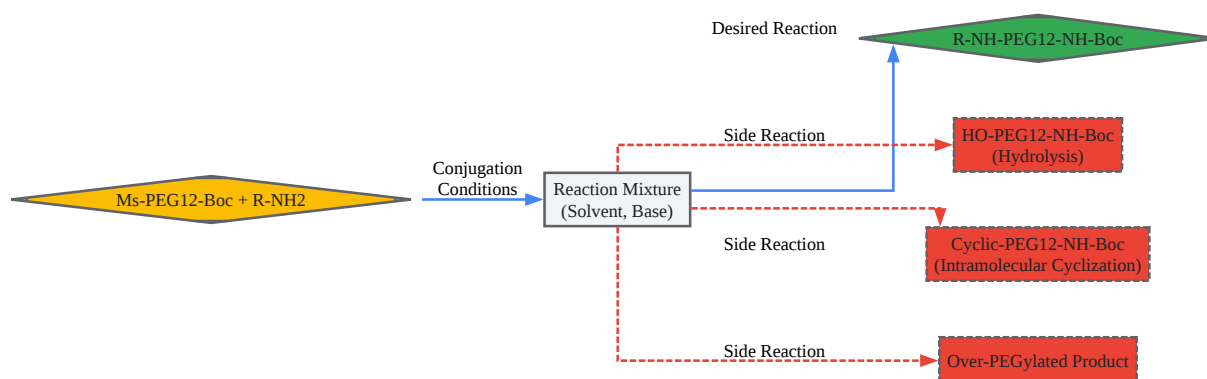 Desired Reaction
R-NH-PEG12-NH-Boc
Side Reaction
HO-PEG12-NH-Boc
(Hydrolysis)
Conjugation
Conditions
Ms-PEG12-Boc + R-NH2
Reaction Mixture
(Solvent, Base)
Side Reaction
Cyclic-PEG12-NH-Boc
(Intramolecular Cyclization)
Side Reaction
Over-PEGylated Product